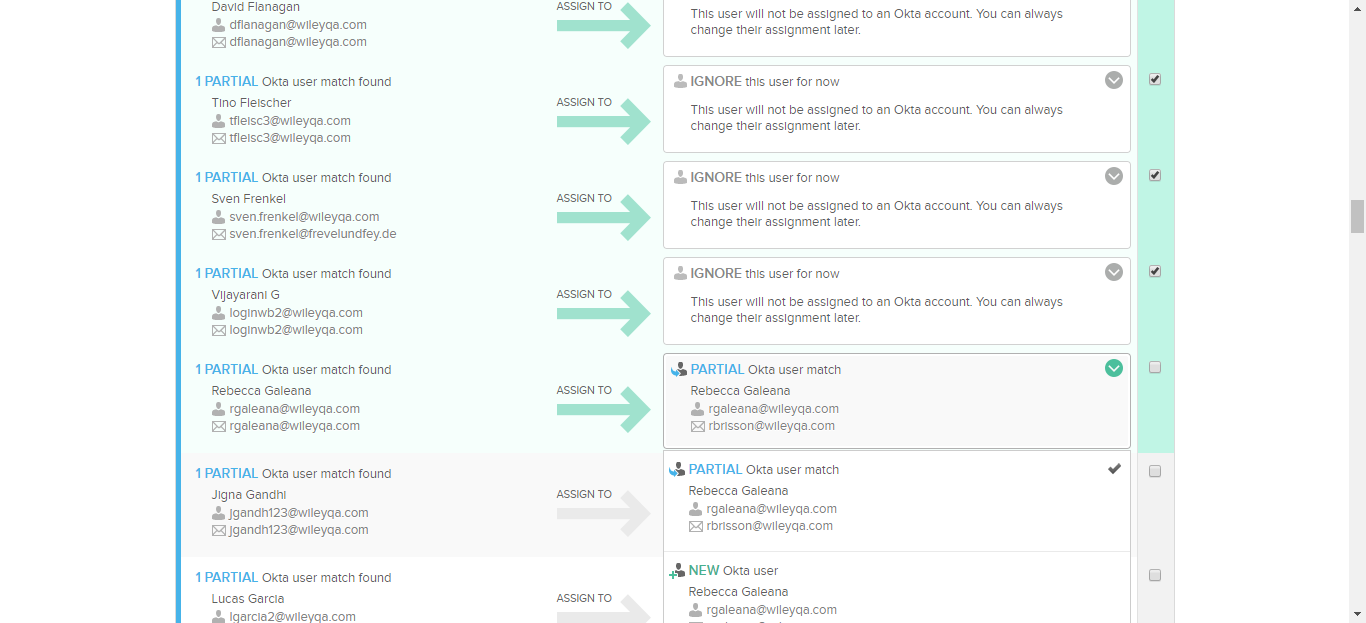 David Flanagan
dflanagan@wileyqa.com
dflanagan@wileyqa.com
ASSIGN TO
This user will not be assigned to an Okta account. You can always
change their assignment later.
1 PARTIAL Okta user match found
Tino Fleischer
tfleisc3@wileyqa.com
tfleisc3@wileyqa.com
ASSIGN TO
IGNORE this user for now
This user will not be assigned to an Okta account. You can always
change their assignment later.
1 PARTIAL Okta user match found
Sven Frenkel
sven.frenkel@wileyqa.com
sven.frenkel@frevelundfey.de
ASSIGN TO
IGNORE this user for now
This user will not be assigned to an Okta account. You can always
change their assignment later.
1 PARTIAL Okta user match found
Vijayarani G
loginwb2@wileyqa.com
loginwb2@wileyqa.com
ASSIGN TO
IGNORE this user for now
This user will not be assigned to an Okta account. You can always
change their assignment later.
1 PARTIAL Okta user match found
Rebecca Galeana
rgaleana@wileyqa.com
rgaleana@wileyqa.com
ASSIGN TO
PARTIAL Okta user match
Rebecca Galeana
rgaleana@wileyqa.com
rbrisson@wileyqa.com
1 PARTIAL Okta user match found
Jigna Gandhi
jgandh123@wileyqa.com
jgandh123@wileyqa.com
ASSIGN TO
PARTIAL Okta user match
Rebecca Galeana
rgaleana@wileyqa.com
rbrisson@wileyqa.com
1 PARTIAL Okta user match found
Lucas Garcia
lgarcia2@wileyqa.com
ASSIGN TO
NEW Okta user
Rebecca Galeana
rgaleana@wileyqa.com